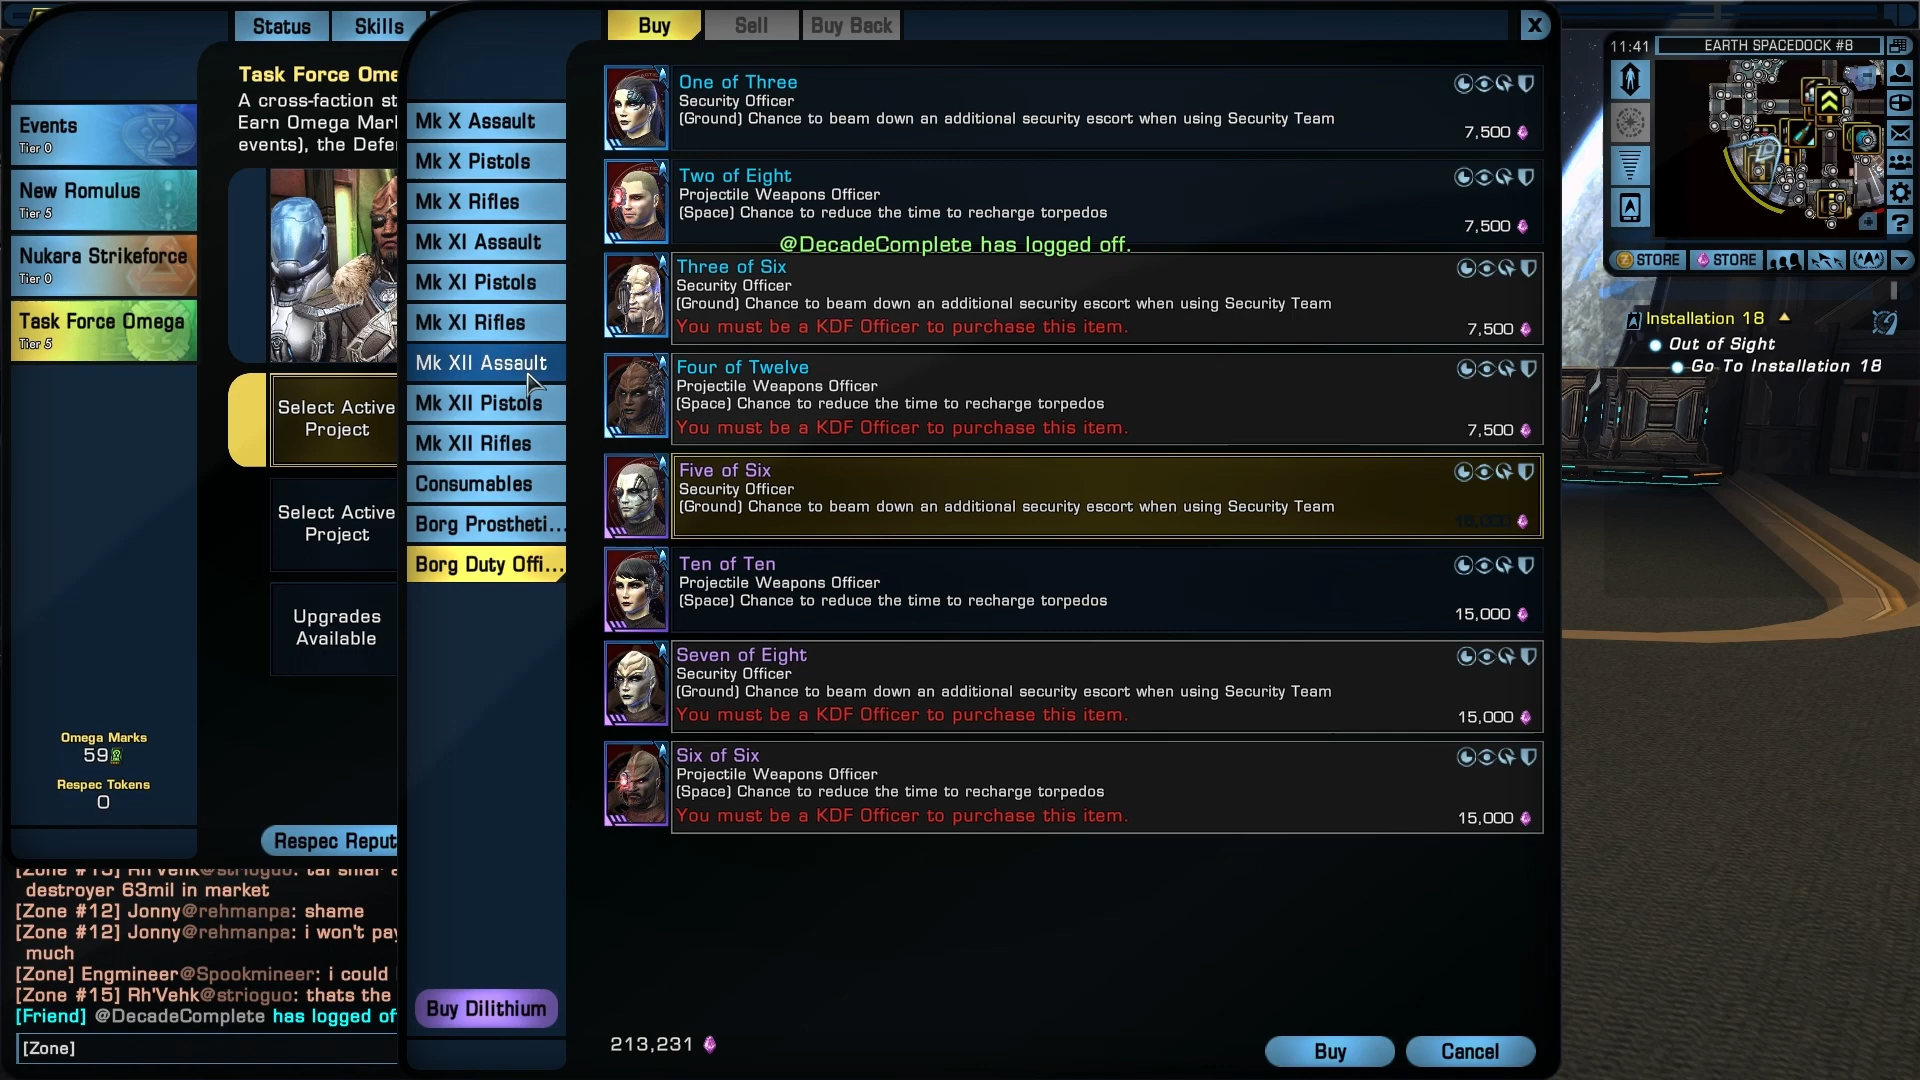 Status
Skills
Task Force Ome
A cross-faction st
Earn Omega Mar
events), the Defe
Events
Tier 0
New Romulus
Tier 5
Nukara Strikeforce
Tier 0
Task Force Omega
Tier 5
Select Active
Project
Select Active
Project
Upgrades
Available
Omega Marks
59
Respec Tokens
0
Respec Reput
destroyer 63mil in market
[Zone #12] Jonny@rehmanpa: shame
[Zone #12] Jonny@rehmanpa: i won't pay
much
[Zone] Engmineer@Spookmineer: i could
[Zone #15] Rh'Vehk@strioguo: thats the
[Friend] @DecadeComplete has logged of
[Zone]
Mk X Assault
Mk X Pistols
Mk X Rifles
Mk XI Assault
Mk XI Pistols
Mk XI Rifles
Mk XII Assault
Mk XII Pistols
Mk XII Rifles
Consumables
Borg Prostheti...
Borg Duty Offi...
Buy Dilithium
Buy
Sell
Buy Back
X
One of Three
Security Officer
(Ground) Chance to beam down an additional security escort when using Security Team
7,500
Two of Eight
Projectile Weapons Officer
(Space) Chance to reduce the time to recharge torpedos
7,500
@DecadeComplete has logged off.
Three of Six
Security Officer
(Ground) Chance to beam down an additional security escort when using Security Team
You must be a KDF Officer to purchase this item.
7,500
Four of Twelve
Projectile Weapons Officer
(Space) Chance to reduce the time to recharge torpedos
You must be a KDF Officer to purchase this item.
7,500
Five of Six
Security Officer
(Ground) Chance to beam down an additional security escort when using Security Team
15,000
Ten of Ten
Projectile Weapons Officer
(Space) Chance to reduce the time to recharge torpedos
15,000
Seven of Eight
Security Officer
(Ground) Chance to beam down an additional security escort when using Security Team
You must be a KDF Officer to purchase this item.
15,000
Six of Six
Projectile Weapons Officer
(Space) Chance to reduce the time to recharge torpedos
You must be a KDF Officer to purchase this item.
15,000
213,231
Buy
Cancel
11:41
EARTH SPACEDOCK #8
STORE
STORE
Installation 18
Out of Sight
Go To Installation 18